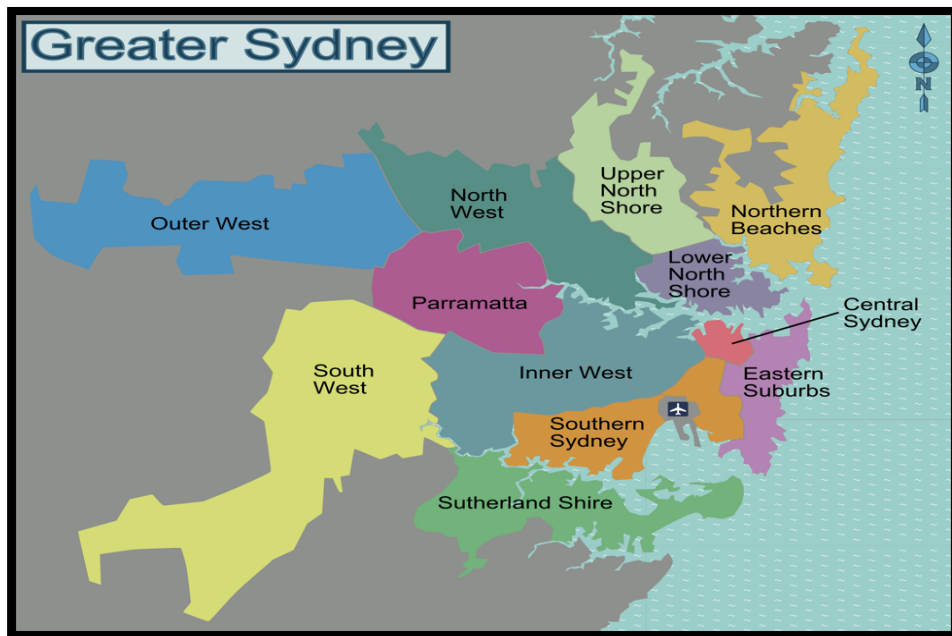 Greater Sydney
N
Outer West
North
West
Upper
North
Shore
Northern
Beaches
Lower
North
Shore
Parramatta
Central
Sydney
South
West
Inner West
Eastern
Suburbs
Southern
Sydney
Sutherland Shire